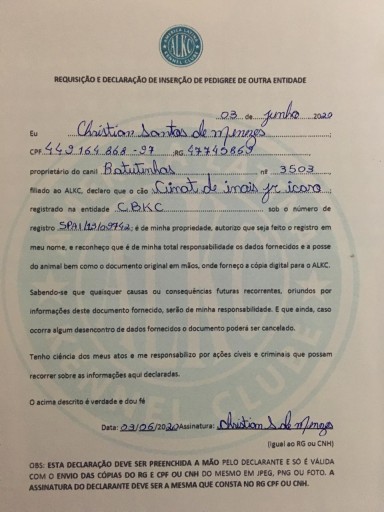 AMERICA LATINA
ALKC
KENNEL CLUBE
REQUISIÇÃO E DECLARAÇÃO DE INSERÇÃO DE PEDIGREE DE OUTRA ENTIDADE
03 de junho 2020
Eu Christian Santos de Menezes;
CPF 449.164.868-97; RG 47745869
proprietário do canil Batutinhas nº 3503
filiado ao ALKC, declaro que o cão Cinat de inais jr icaro
registrado na entidade CBKC sob o número de
registro SPAI/19/09742; é de minha propriedade, autorizo que seja feito o registro em
meu nome, e reconheço que é de minha total responsabilidade os dados fornecidos e a posse
do animal bem como o documento original em mãos, onde forneço a cópia digital para o ALKC.
Sabendo-se que quaisquer causas ou consequências futuras recorrentes, oriundos por
informações deste documento fornecido, serão de minha responsabilidade. E que ainda, caso
ocorra algum desencontro de dados fornecidos o documento poderá ser cancelado.
Tenho ciência dos meus atos e me responsabilizo por ações cíveis e criminais que possam
recorrer sobre as informações aqui declaradas.
O acima descrito é verdade e dou fé
Data: 03/06/2020 Assinatura: Christian S de Menezes
(Igual ao RG ou CNH)
OBS: ESTA DECLARAÇÃO DEVE SER PREENCHIDA A MÃO PELO DECLARANTE E SÓ É VÁLIDA
COM O ENVIO DAS CÓPIAS DO RG E CPF OU CNH DO MESMO EM JPEG, PNG OU FOTO. A
ASSINATURA DO DECLARANTE DEVE SER A MESMA QUE CONSTA NO RG CPF OU CNH.